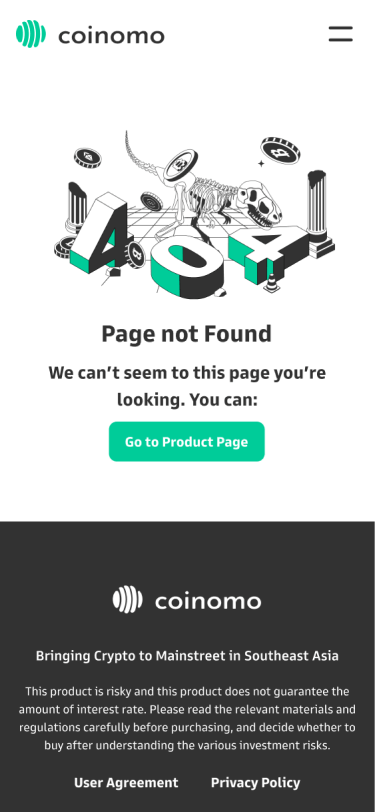 coinomo
404
Page not Found
We can't seem to this page you're
looking. You can:
Go to Product Page
coinomo
Bringing Crypto to Mainstreet in Southeast Asia
This product is risky and this product does not guarantee the
amount of interest rate. Please read the relevant materials and
regulations carefully before purchasing, and decide whether to
buy after understanding the various investment risks.
User Agreement Privacy Policy